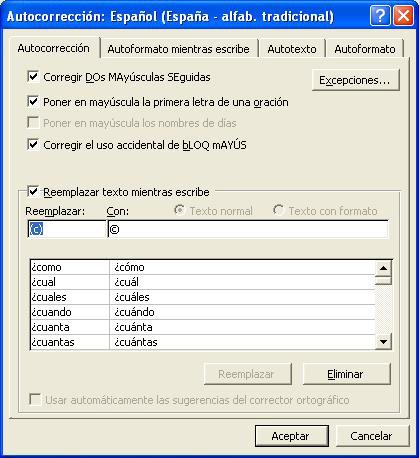 Autocorrección: Español (España - alfab. tradicional)
Autocorrección Autoformato mientras escribe Autotexto Autoformato
Corregir DOs MAyúsculas SEguidas Excepciones...
Poner en mayúscula la primera letra de una oración
Poner en mayúscula los nombres de días
Corregir el uso accidental de bLOQ mAYÚS
Reemplazar texto mientras escribe
Reemplazar: Con: Texto normal Texto con formato
(c) ©
¿como ¿cómo
¿cual ¿cuál
¿cuales ¿cuáles
¿cuando ¿cuándo
¿cuanta ¿cuánta
¿cuantas ¿cuántas
Reemplazar Eliminar
Usar automáticamente las sugerencias del corrector ortográfico
Aceptar Cancelar